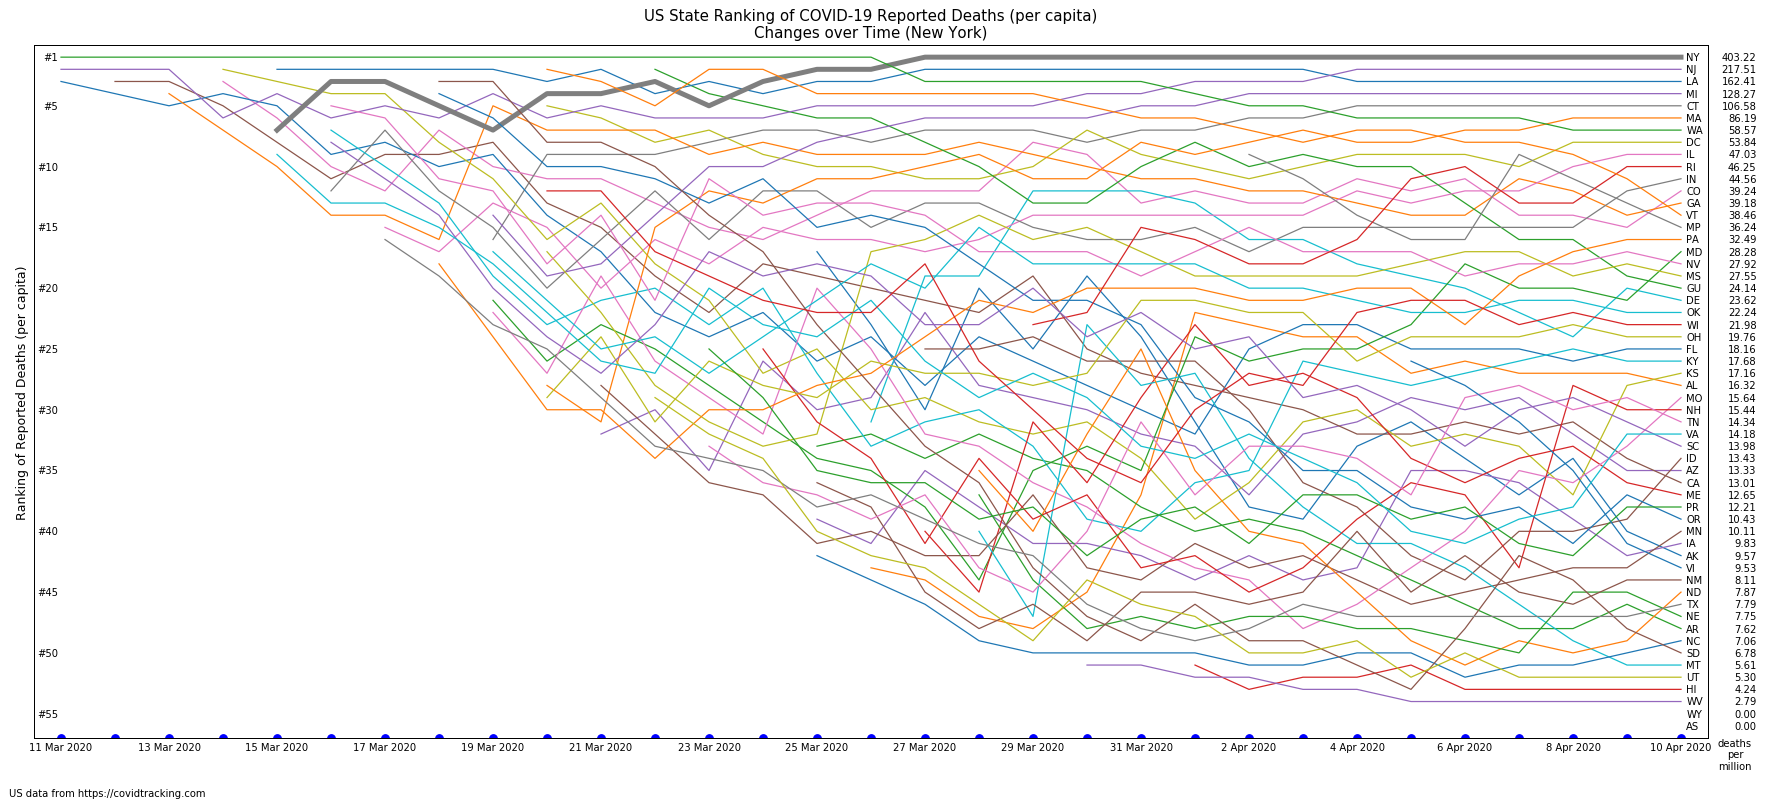 US State Ranking of COVID-19 Reported Deaths (per capita)
Changes over Time (New York)
Ranking of Reported Deaths (per capita)
#1
#5
#10
#15
#20
#25
#30
#35
#40
#45
#50
#55
NY 403.22
NJ 217.51
LA 162.41
MI 128.27
CT 106.58
MA 86.19
WA 58.57
DC 53.84
IL 47.03
RI 46.25
IN 44.56
CO 39.24
GA 39.18
VT 38.46
MP 36.24
PA 32.49
MD 28.28
NV 27.92
MS 27.55
GU 24.14
DE 23.62
OK 22.24
WI 21.98
OH 19.76
FL 18.16
KY 17.68
KS 17.16
AL 16.32
MO 15.64
NH 15.44
TN 14.34
VA 14.18
SC 13.98
ID 13.43
AZ 13.33
CA 13.01
ME 12.65
PR 12.21
OR 10.43
MN 10.11
IA 9.83
AK 9.57
VI 9.53
NM 8.11
ND 7.87
TX 7.79
NE 7.75
AR 7.62
NC 7.06
SD 6.78
MT 5.61
UT 5.30
HI 4.24
WV 2.79
WY 0.00
AS 0.00
11 Mar 2020 13 Mar 2020 15 Mar 2020 17 Mar 2020 19 Mar 2020 21 Mar 2020 23 Mar 2020 25 Mar 2020 27 Mar 2020 29 Mar 2020 31 Mar 2020 2 Apr 2020 4 Apr 2020 6 Apr 2020 8 Apr 2020 10 Apr 2020
deaths
per
million
US data from https://covidtracking.com